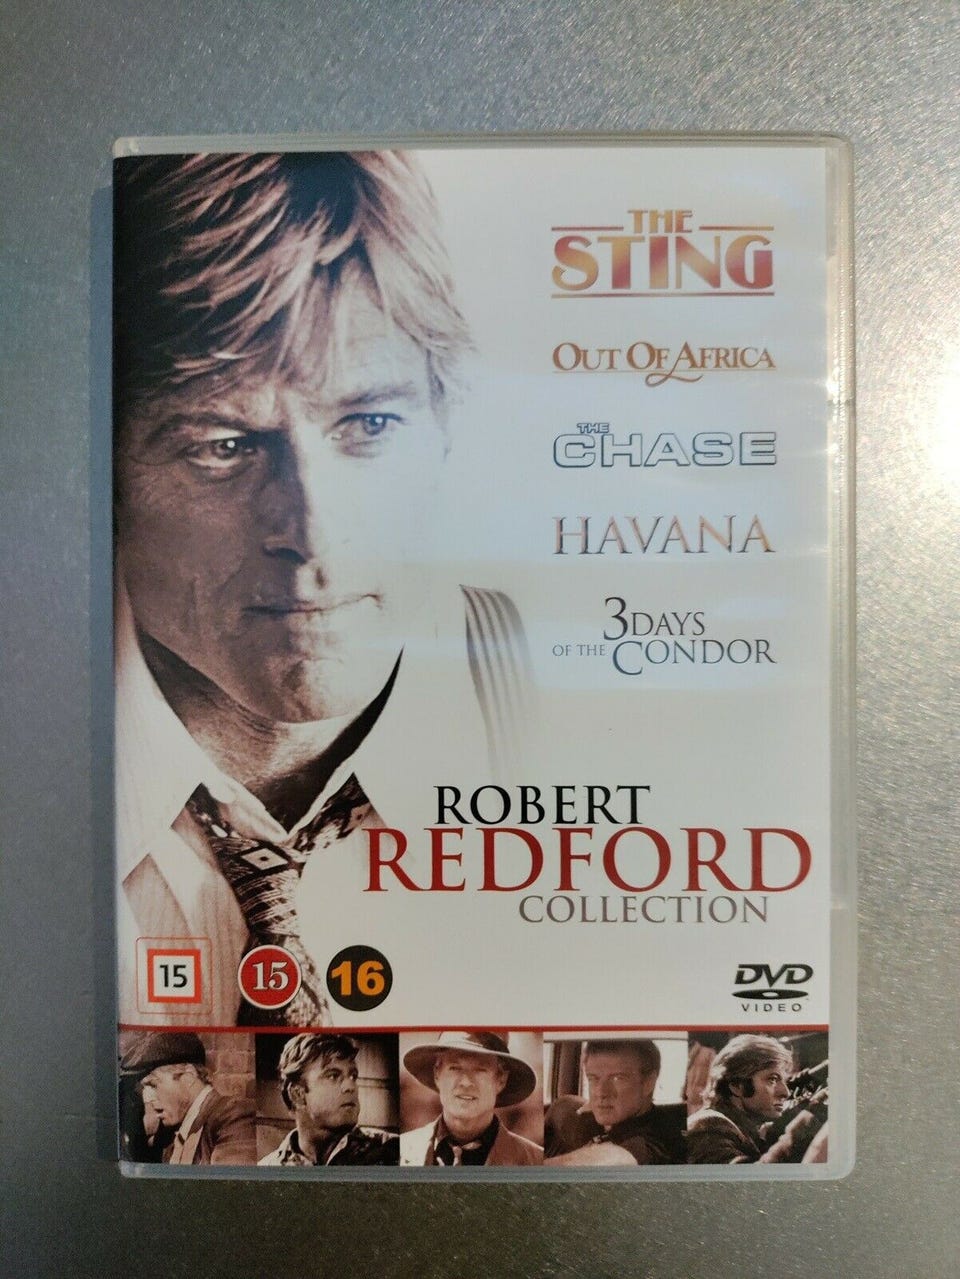 THE
STING
OUT OF AFRICA
THE
CHASE
HAVANA
3 DAYS
OF THE CONDOR
ROBERT
REDFORD
COLLECTION
15 15 16
DVD
VIDEO